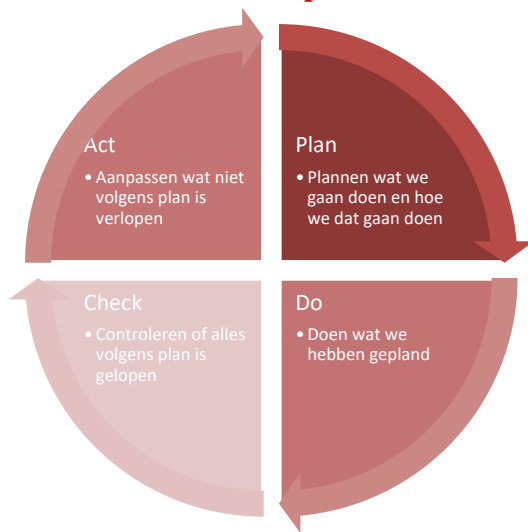 Act
• Aanpassen wat niet
volgens plan is
verlopen
Plan
• Plannen wat we
gaan doen en hoe
we dat gaan doen
Check
• Controleren of alles
volgens plan is
gelopen
Do
• Doen wat we
hebben gepland